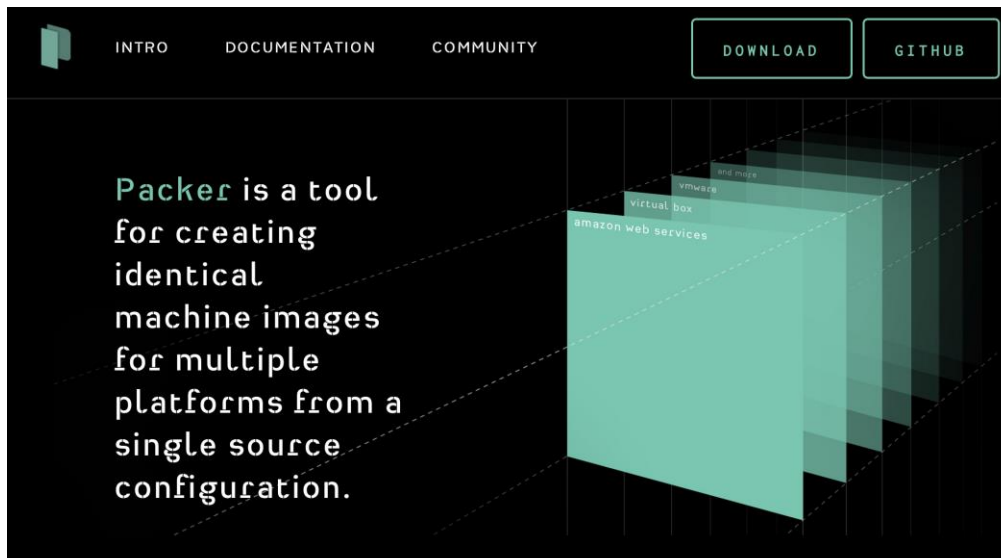 INTRO
DOCUMENTATION
COMMUNITY
DOWNLOAD
GITHUB
Packer is a tool
for creating
identical
machine images
for multiple
platforms from a
single source
configuration.
and more
vmware
virtual box
amazon web services